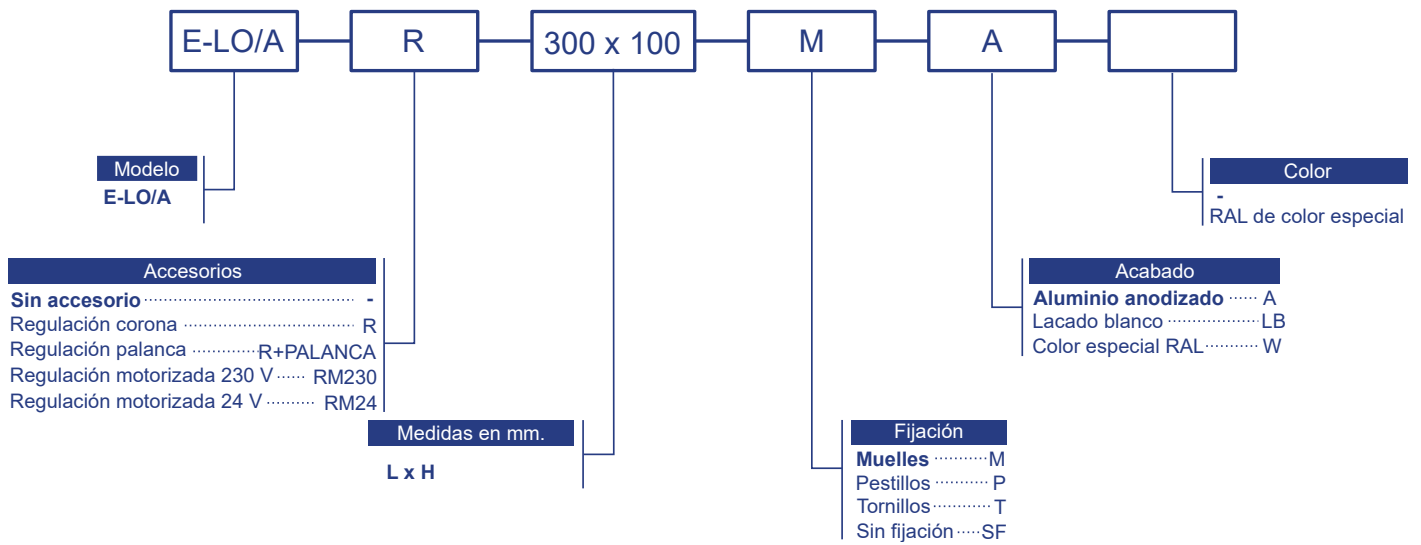 E-LO/A R 300 x 100 M A
Modelo
E-LO/A
Color
-
RAL de color especial
Accesorios
Sin accesorio -
Regulación corona R
Regulación palanca R+PALANCA
Regulación motorizada 230 V RM230
Regulación motorizada 24 V RM24
Acabado
Aluminio anodizado A
Lacado blanco LB
Color especial RAL W
Medidas en mm.
L x H
Fijación
Muelles M
Pestillos P
Tornillos T
Sin fijación SF